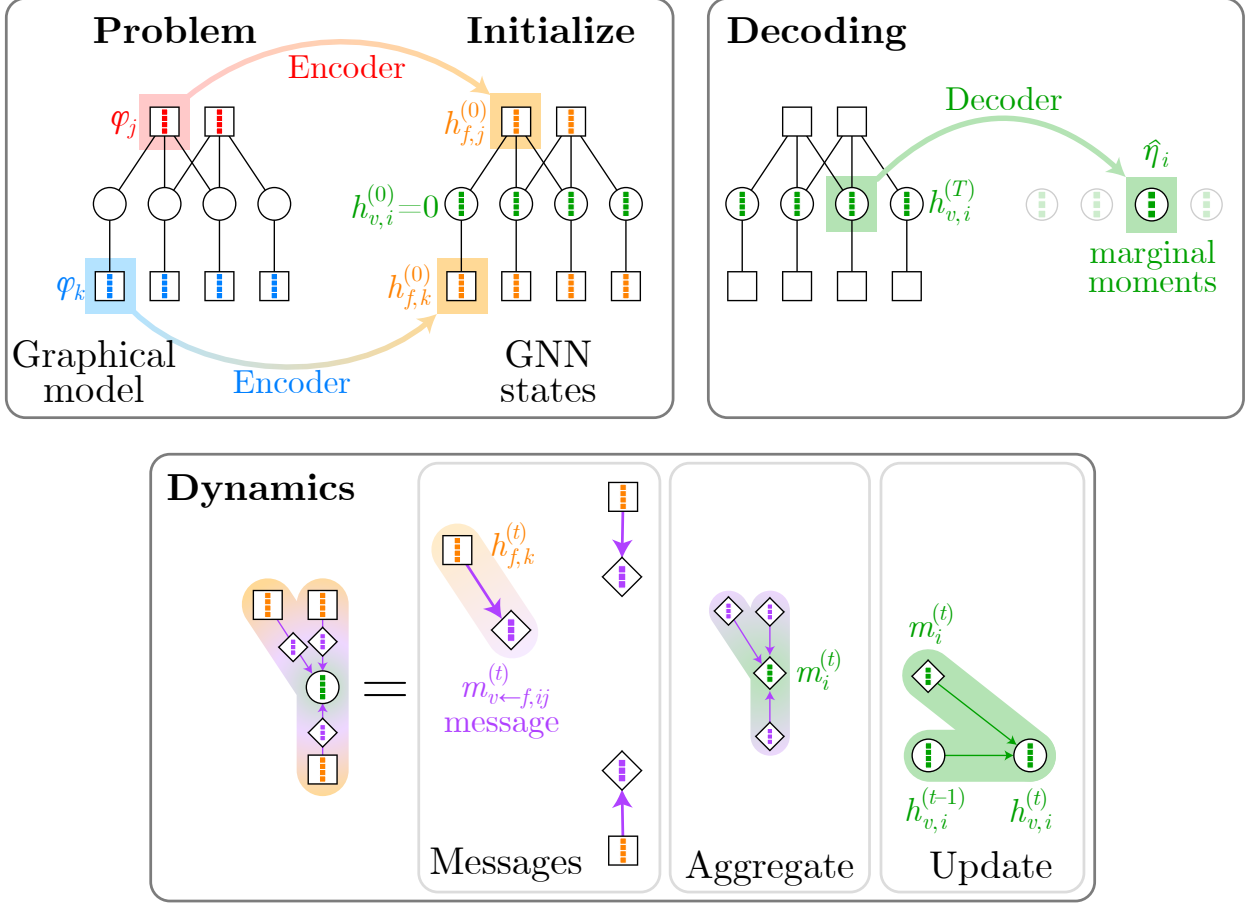 Problem
Initialize
Encoder
φ_j
h_{f,j}^{(0)}
h_{v,i}^{(0)}=0
φ_k
h_{f,k}^{(0)}
Graphical
model
Encoder
GNN
states
Decoding
Decoder
η̂_i
h_{v,i}^{(T)}
marginal
moments
Dynamics
=
h_{f,k}^{(t)}
m_{v←f,ij}^{(t)}
message
Messages
m_i^{(t)}
Aggregate
m_i^{(t)}
h_{v,i}^{(t-1)}
h_{v,i}^{(t)}
Update